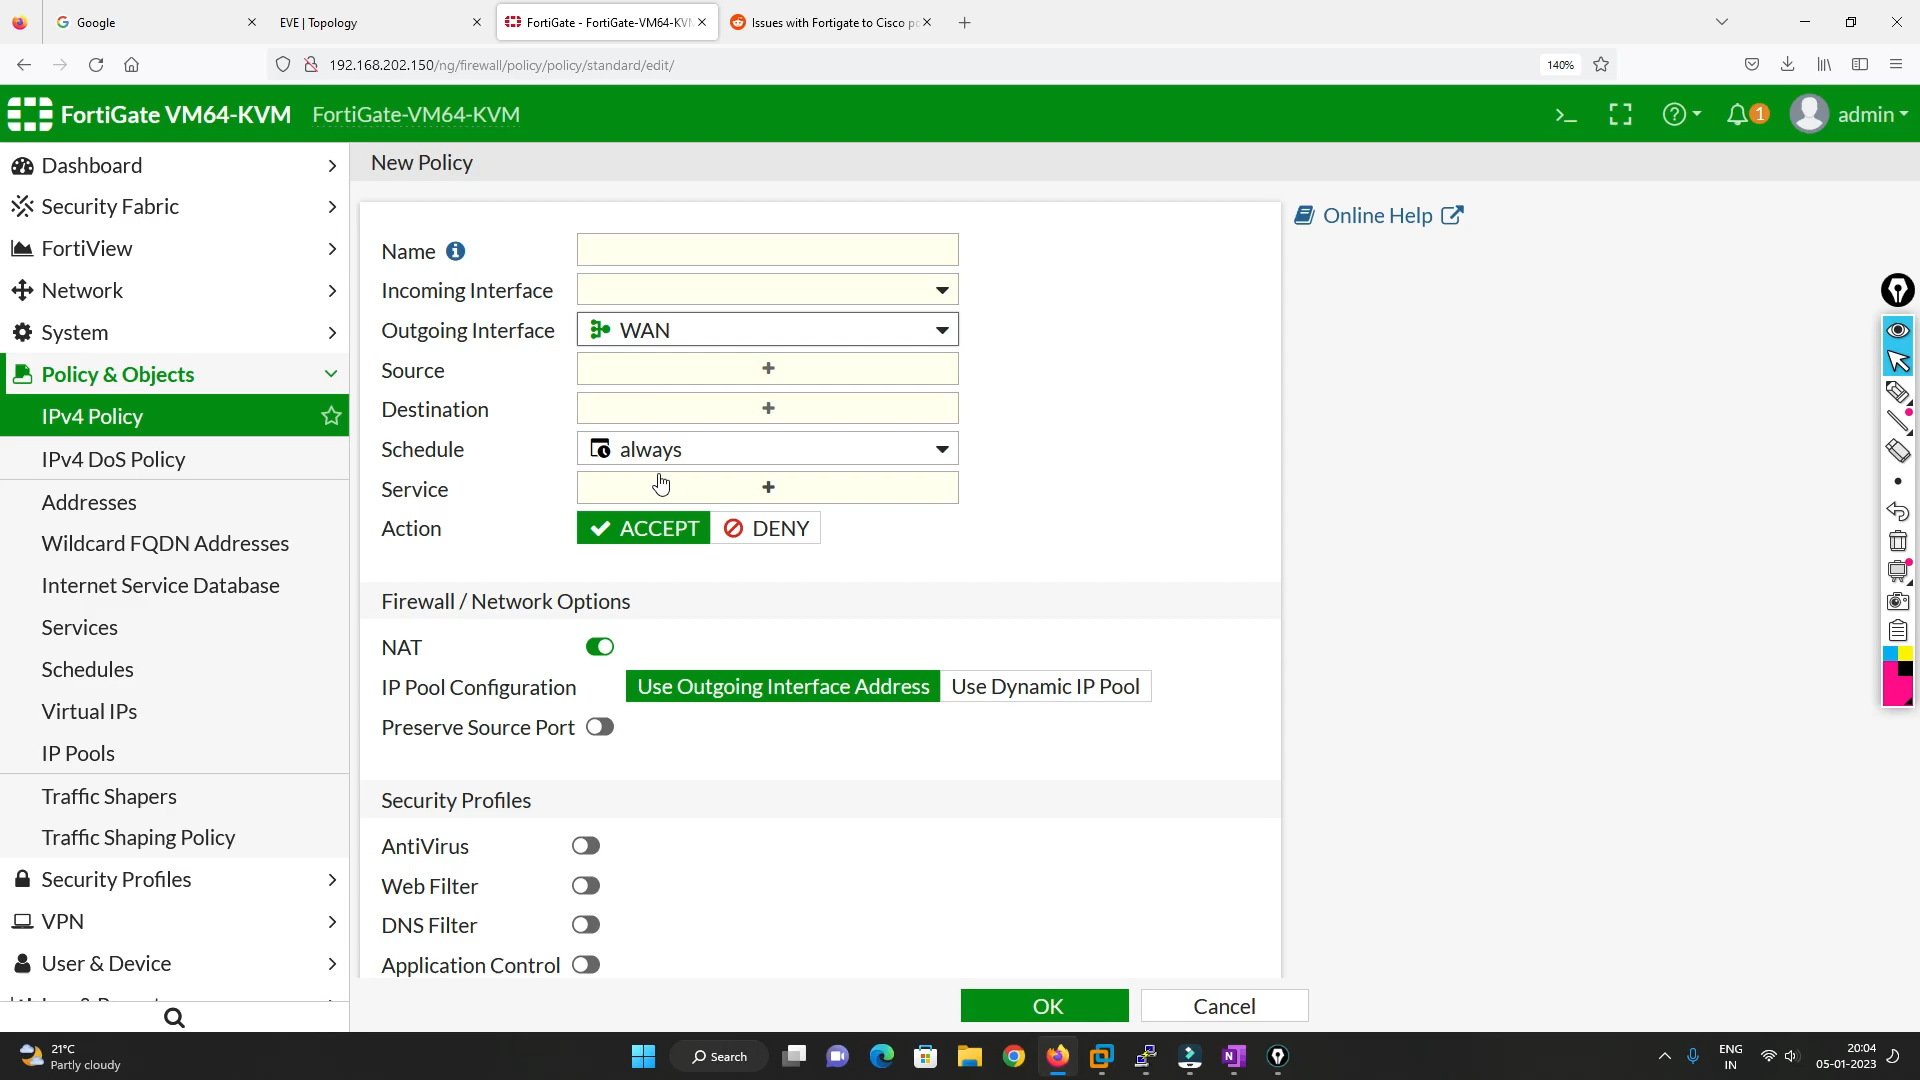 Google
EVE | Topology
FortiGate - FortiGate-VM64-KV
Issues with Fortigate to Cisco p
192.168.202.150/ng/firewall/policy/policy/standard/edit/
140%
FortiGate VM64-KVM
FortiGate-VM64-KVM
1
admin
Dashboard
Security Fabric
FortiView
Network
System
Policy & Objects
IPv4 Policy
IPv4 DoS Policy
Addresses
Wildcard FQDN Addresses
Internet Service Database
Services
Schedules
Virtual IPs
IP Pools
Traffic Shapers
Traffic Shaping Policy
Security Profiles
VPN
User & Device
New Policy
Name
Incoming Interface
Outgoing Interface WAN
Source
Destination
Schedule always
Service
Action ACCEPT DENY
Firewall / Network Options
NAT
IP Pool Configuration Use Outgoing Interface Address Use Dynamic IP Pool
Preserve Source Port
Security Profiles
AntiVirus
Web Filter
DNS Filter
Application Control
OK Cancel
Online Help
21°C
Partly cloudy
Search
ENG
IN
20:04
05-01-2023